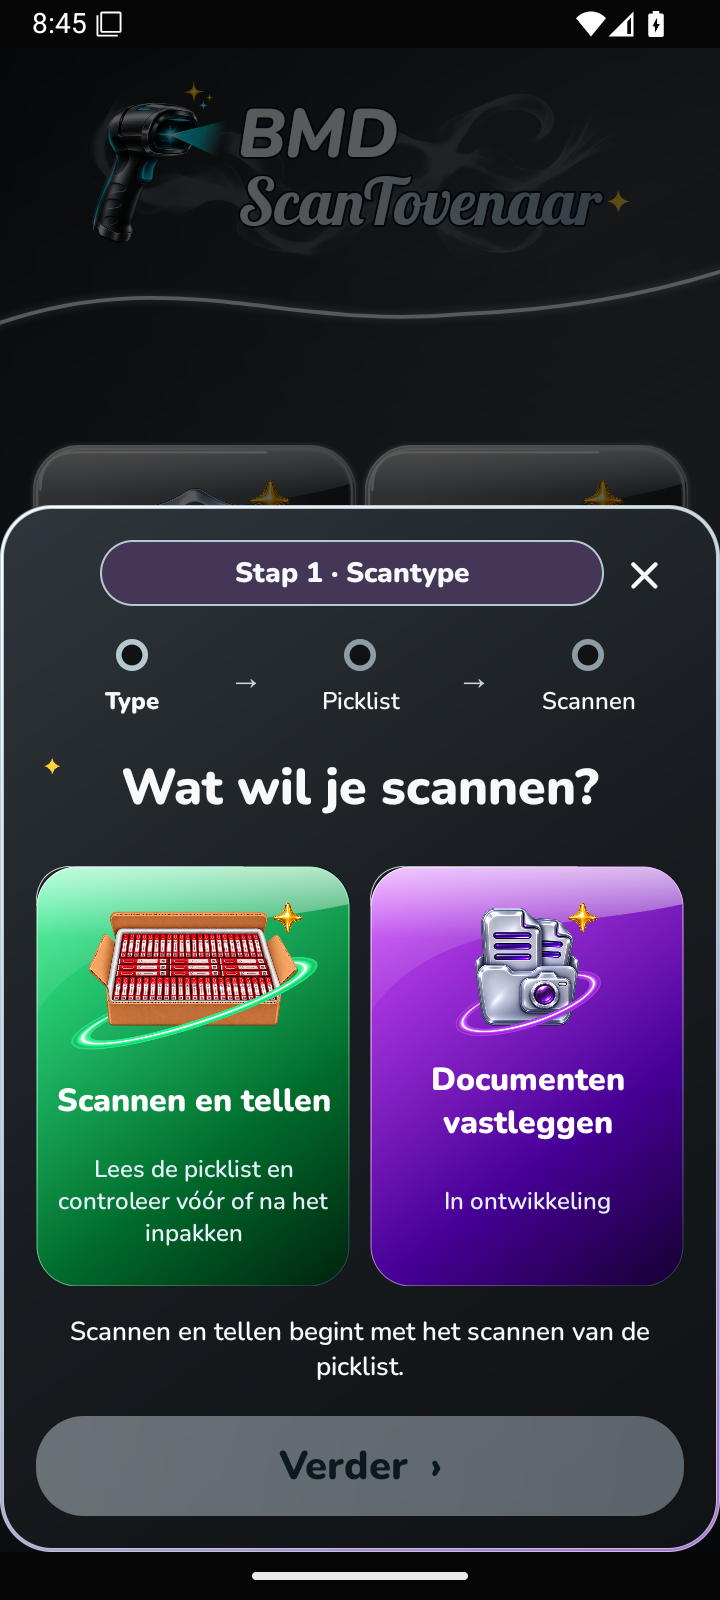 8:45
BMD
ScanTovenaar
Stap 1 · Scantype
Type
→
Picklist
→
Scannen
Wat wil je scannen?
Scannen en tellen
Lees de picklist en
controleer vóór of na het
inpakken
Documenten
vastleggen
In ontwikkeling
Scannen en tellen begint met het scannen van de
picklist.
Verder ›